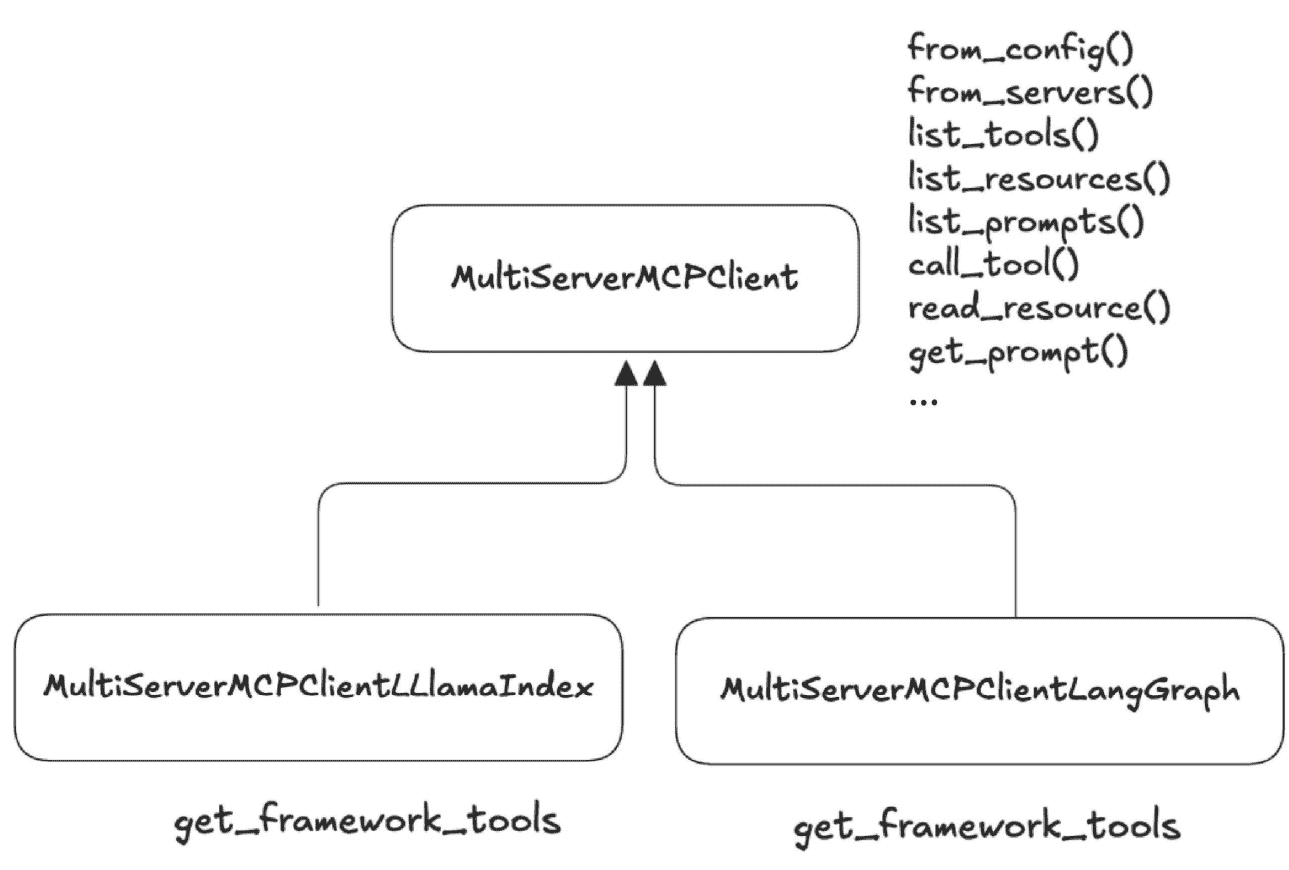 from_config()
from_servers()
list_tools()
list_resources()
list_prompts()
call_tool()
read_resource()
get_prompt()
...
MultiServerMCPClient
MultiServerMCPClientLLlamaIndex
MultiServerMCPClientLangGraph
get_framework_tools
get_framework_tools